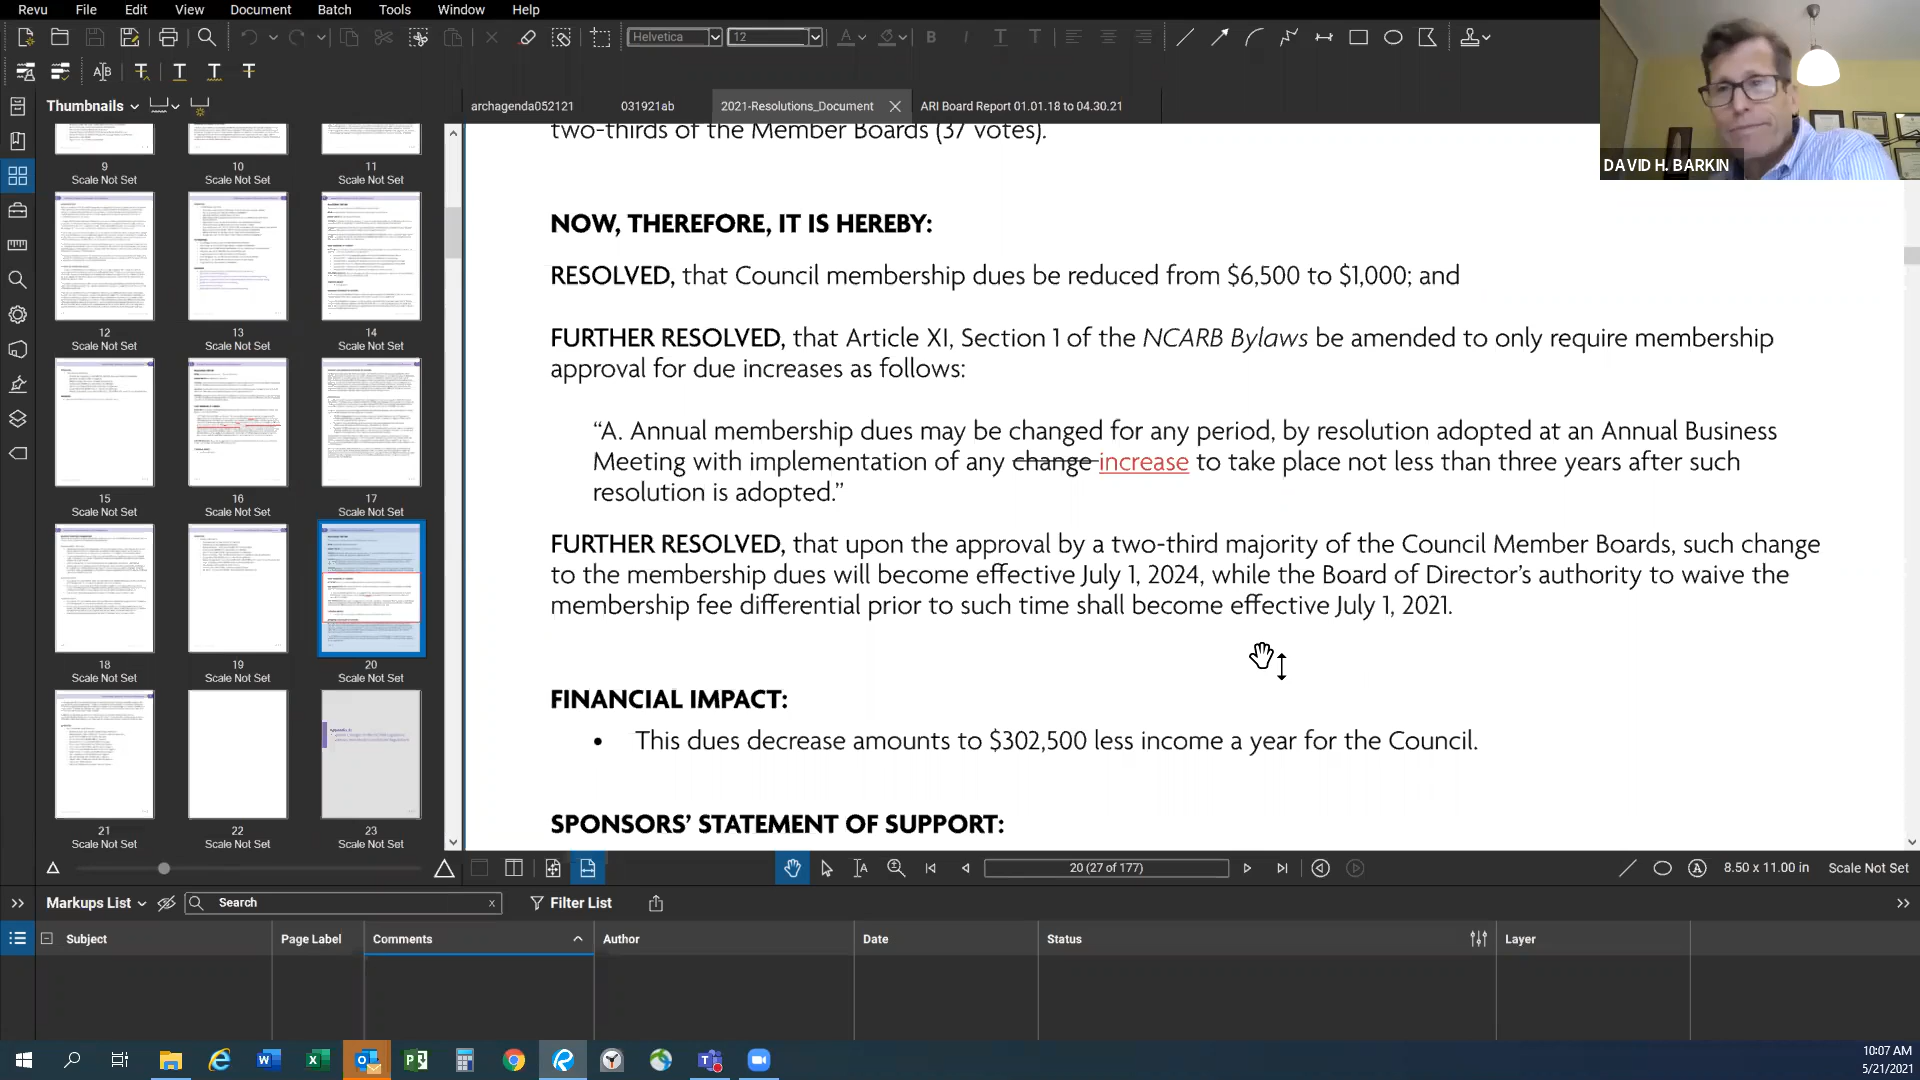 Revu File Edit View Document Batch Tools Window Help
Helvetica 12
Thumbnails
archagenda052121 031921ab 2021-Resolutions_Document ARI Board Report 01.01.18 to 04.30.21
DAVID H. BARKIN
9 10 11
Scale Not Set Scale Not Set Scale Not Set
12 13 14
Scale Not Set Scale Not Set Scale Not Set
15 16 17
Scale Not Set Scale Not Set Scale Not Set
18 19 20
Scale Not Set Scale Not Set Scale Not Set
21 22 23
Scale Not Set Scale Not Set Scale Not Set
two-thirds of the Member Boards (37 votes).
NOW, THEREFORE, IT IS HEREBY:
RESOLVED, that Council membership dues be reduced from $6,500 to $1,000; and
FURTHER RESOLVED, that Article XI, Section 1 of the NCARB Bylaws be amended to only require membership
approval for due increases as follows:
“A. Annual membership dues may be changed for any period, by resolution adopted at an Annual Business
Meeting with implementation of any change increase to take place not less than three years after such
resolution is adopted.”
FURTHER RESOLVED, that upon the approval by a two-third majority of the Council Member Boards, such change
to the membership dues will become effective July 1, 2024, while the Board of Director’s authority to waive the
membership fee differential prior to such time shall become effective July 1, 2021.
FINANCIAL IMPACT:
• This dues decrease amounts to $302,500 less income a year for the Council.
SPONSORS’ STATEMENT OF SUPPORT:
20 (27 of 177) 8.50 x 11.00 in Scale Not Set
Markups List Search x Filter List
Subject Page Label Comments Author Date Status Layer
10:07 AM
5/21/2021